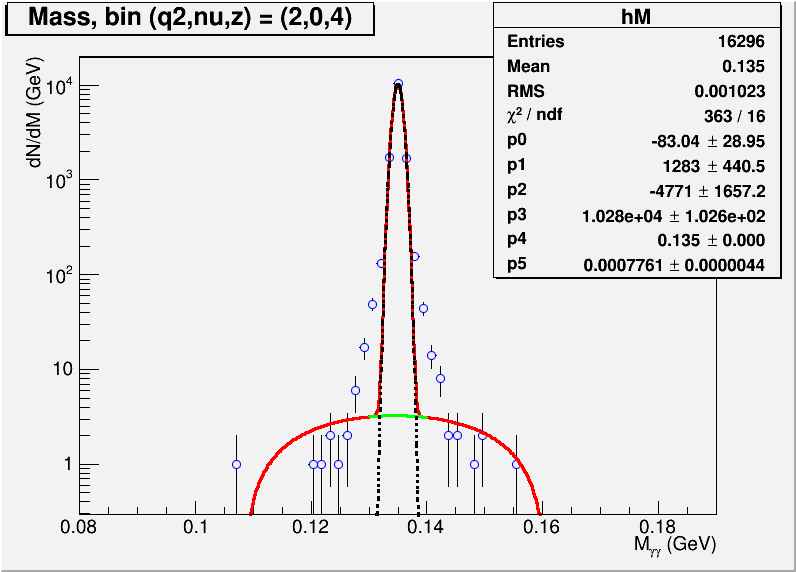 Mass, bin (q2,nu,z) = (2,0,4)
hM
Entries 16296
Mean 0.135
RMS 0.001023
χ² / ndf 363 / 16
p0 -83.04 ± 28.95
p1 1283 ± 440.5
p2 -4771 ± 1657.2
p3 1.028e+04 ± 1.026e+02
p4 0.135 ± 0.000
p5 0.0007761 ± 0.0000044
dN/dM (GeV)
10⁴
10³
10²
10
1
0.08 0.1 0.12 0.14 0.16 0.18
Mγγ (GeV)